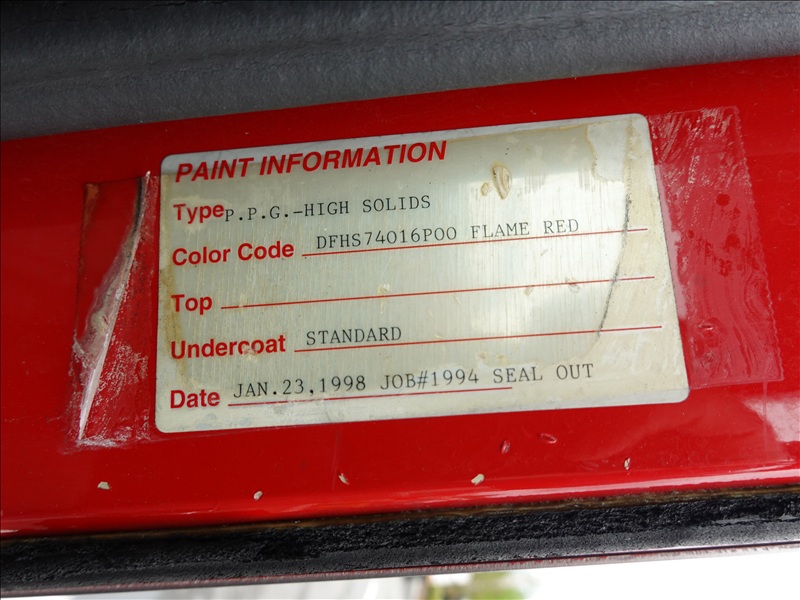 PAINT INFORMATION
Type P.P.G.-HIGH SOLIDS
Color Code DFHS74016P00 FLAME RED
Top
Undercoat STANDARD
Date JAN.23,1998 JOB#1994 SEAL OUT